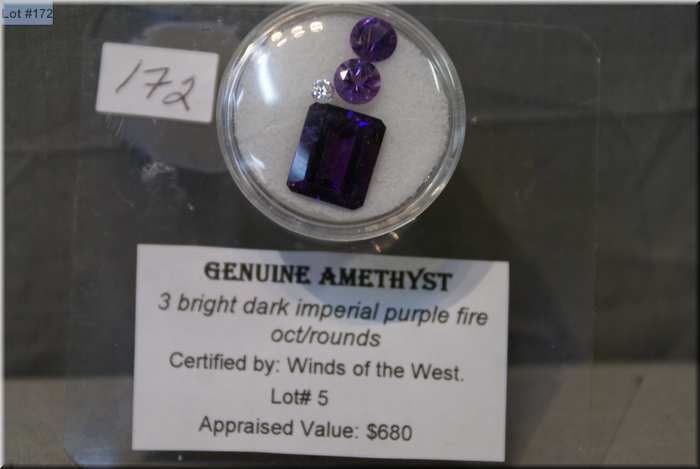 Lot #172
172
GENUINE AMETHYST
3 bright dark imperial purple fire
oct/rounds
Certified by: Winds of the West.
Lot# 5
Appraised Value: $680